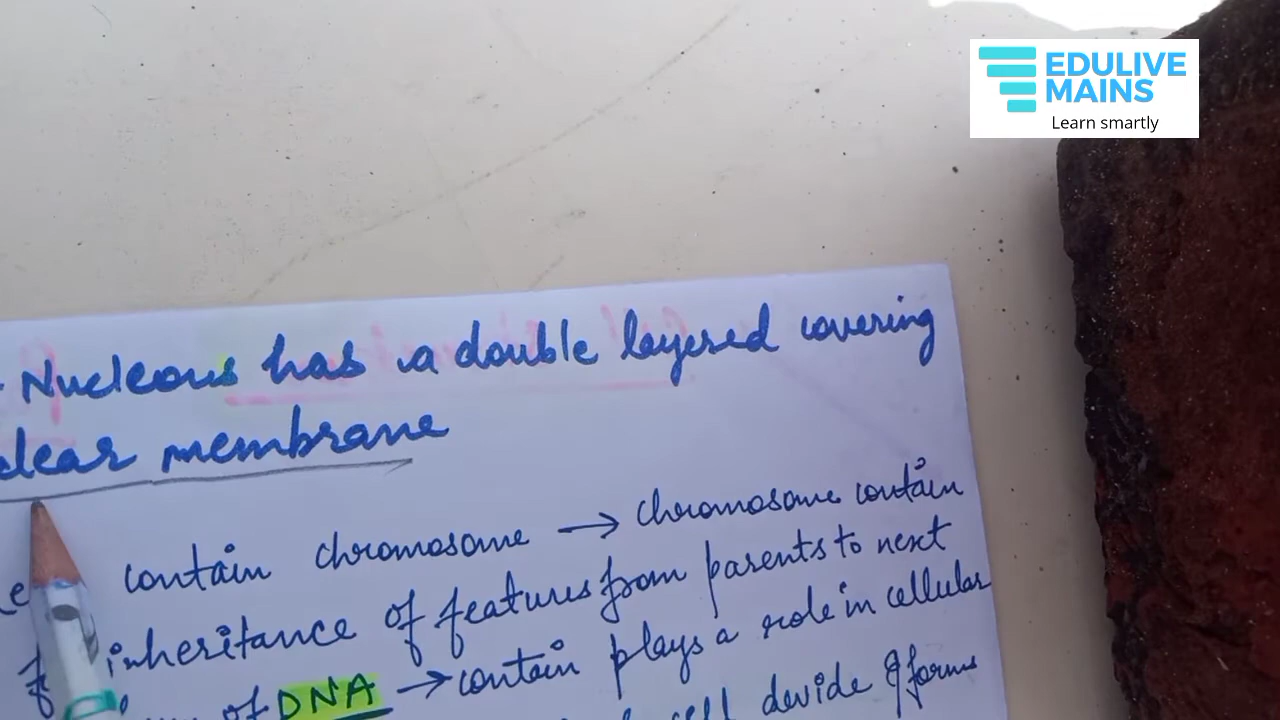 EDULIVE
MAINS
Learn smartly
Nucleous has a double layered covering
clear membrane
contain chromosome → chromosome contain
inheritance of features from parents to next
of DNA → contain plays a role in cellular
cell devide & forms